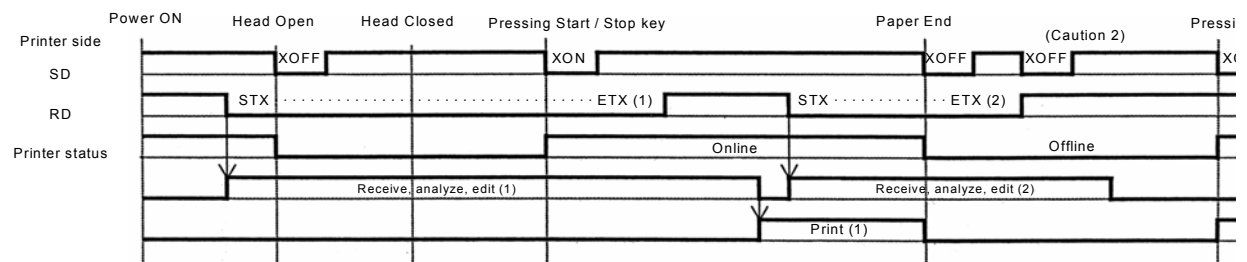 Power ON Head Open Head Closed Pressing Start / Stop key Paper End Pressi
(Caution 2)
Printer side
XOFF XON XOFF XOFF XO
SD
STX ETX (1) STX ETX (2)
RD
Printer status Online Offline
Receive, analyze, edit (1) Receive, analyze, edit (2)
Print (1)